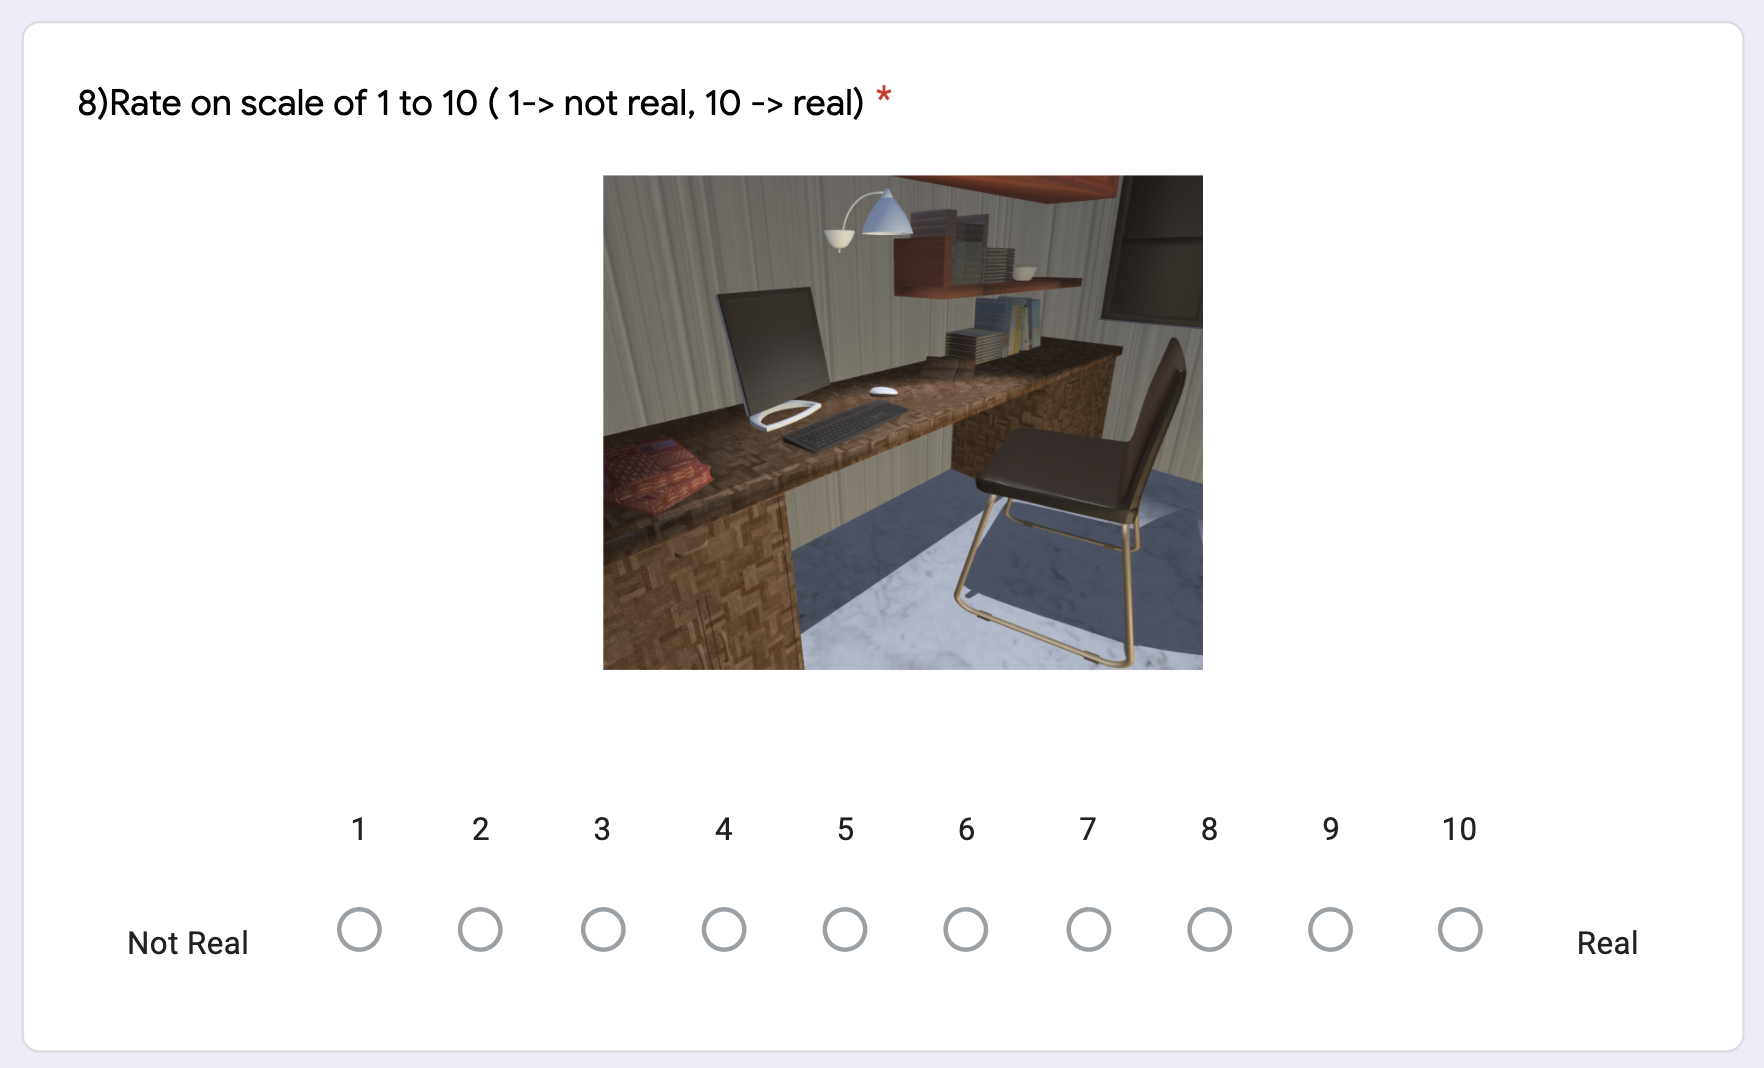 8)Rate on scale of 1 to 10 ( 1-> not real, 10 -> real) *
1 2 3 4 5 6 7 8 9 10
Not Real Real